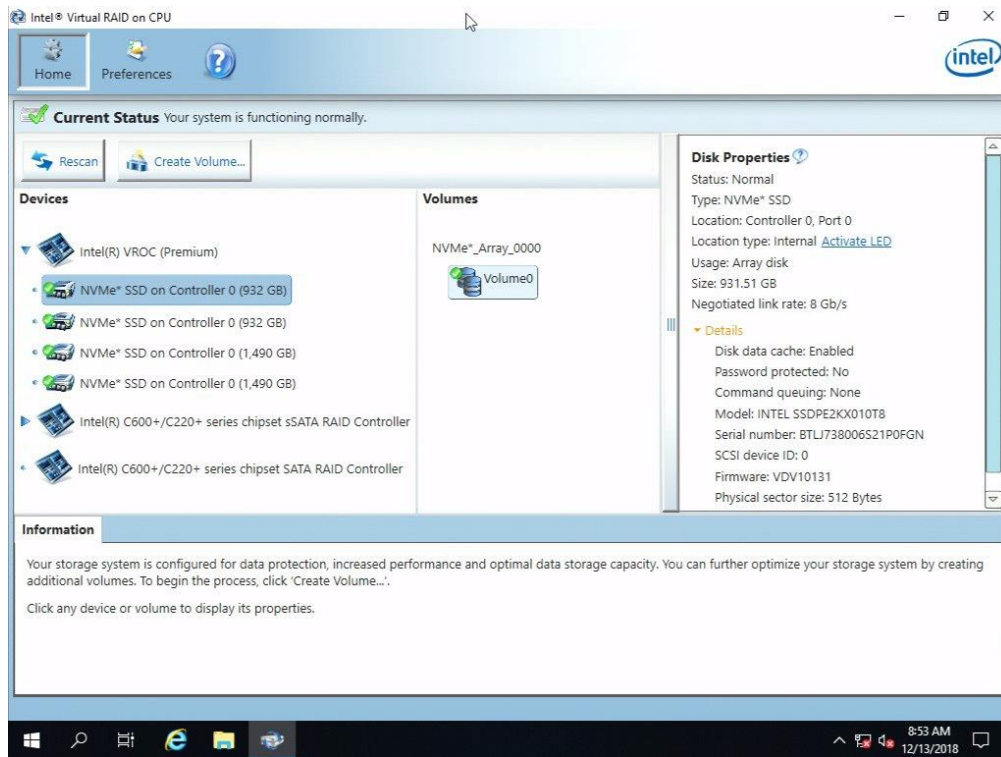 Intel® Virtual RAID on CPU
Home
Preferences
?
intel
Current Status Your system is functioning normally.
Rescan
Create Volume...
Devices
Intel(R) VROC (Premium)
NVMe* SSD on Controller 0 (932 GB)
NVMe* SSD on Controller 0 (932 GB)
NVMe* SSD on Controller 0 (1,490 GB)
NVMe* SSD on Controller 0 (1,490 GB)
Intel(R) C600+/C220+ series chipset sSATA RAID Controller
Intel(R) C600+/C220+ series chipset SATA RAID Controller
Volumes
NVMe*_Array_0000
Volume0
Disk Properties ?
Status: Normal
Type: NVMe* SSD
Location: Controller 0, Port 0
Location type: Internal Activate LED
Usage: Array disk
Size: 931.51 GB
Negotiated link rate: 8 Gb/s
Details
Disk data cache: Enabled
Password protected: No
Command queuing: None
Model: INTEL SSDPE2KX010T8
Serial number: BTLJ738006S21P0FGN
SCSI device ID: 0
Firmware: VDV10131
Physical sector size: 512 Bytes
Information
Your storage system is configured for data protection, increased performance and optimal data storage capacity. You can further optimize your storage system by creating
additional volumes. To begin the process, click 'Create Volume...'.
Click any device or volume to display its properties.
8:53 AM
12/13/2018